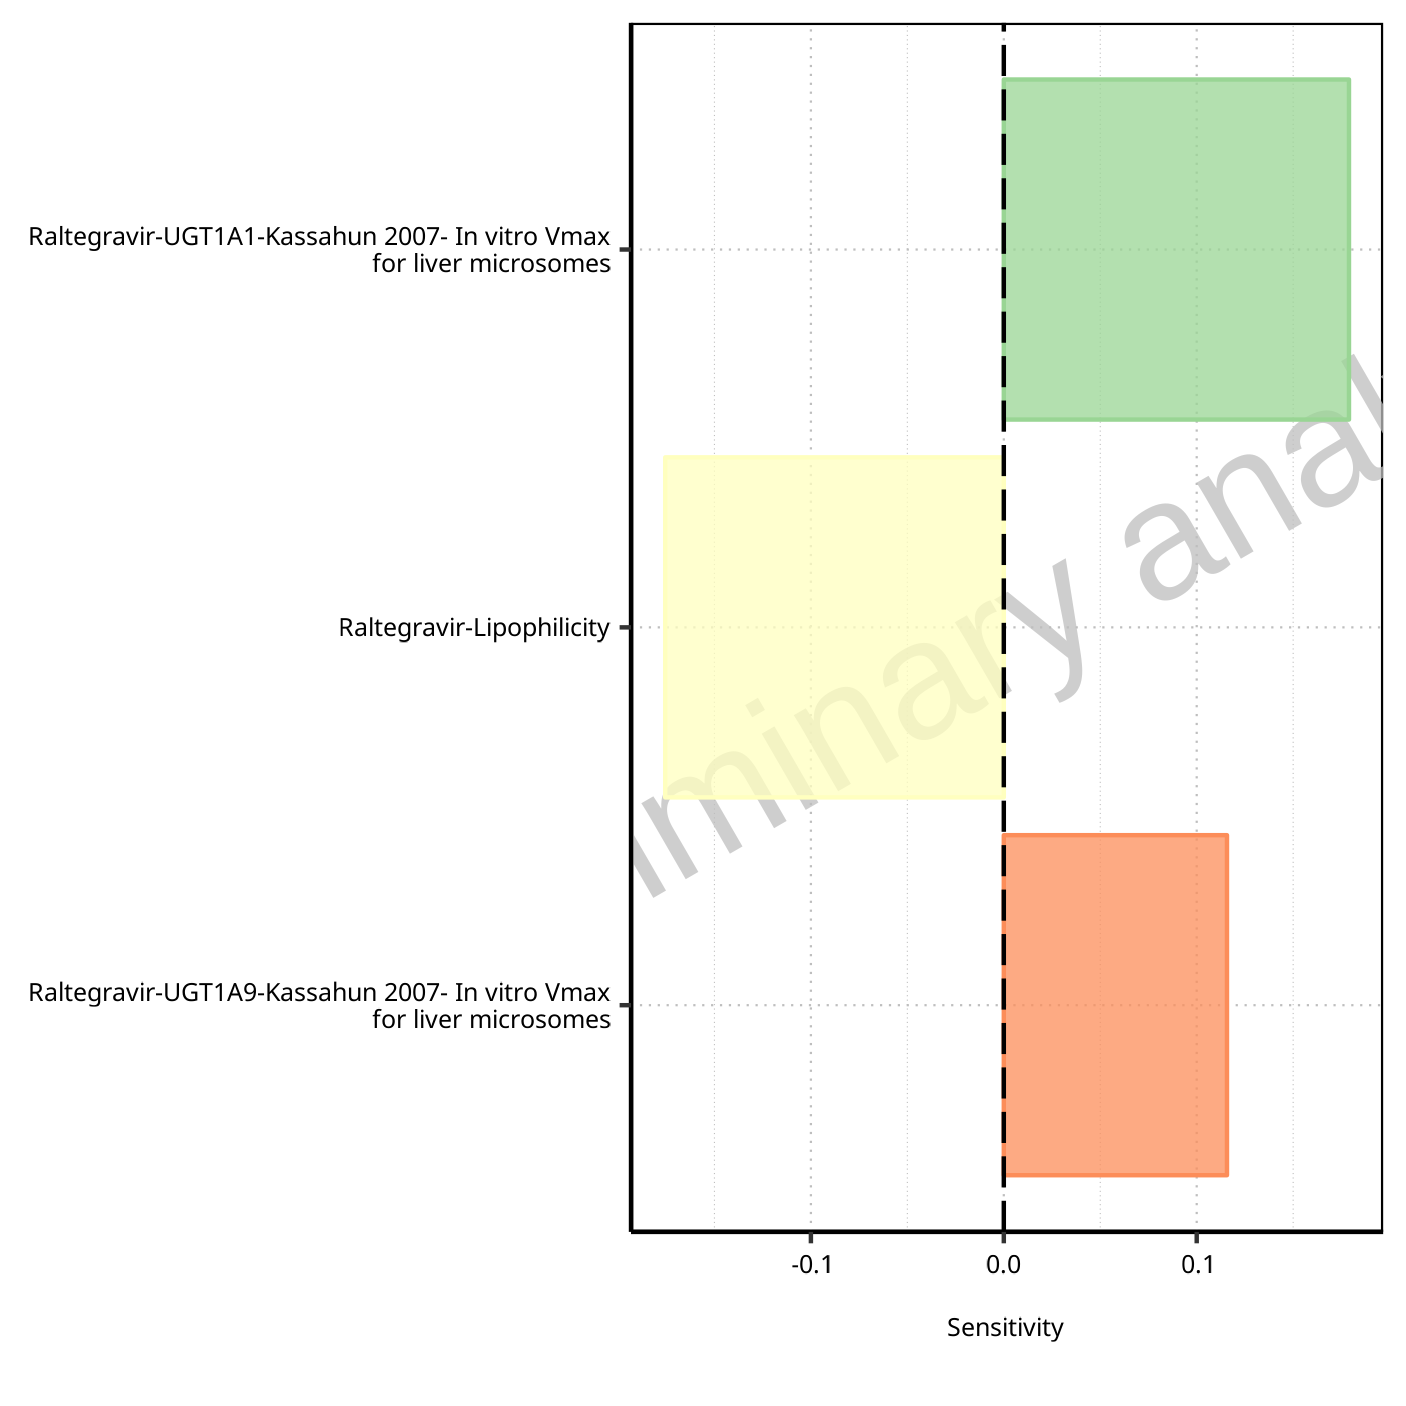 Raltegravir-UGT1A1-Kassahun 2007- In vitro Vmax
for liver microsomes
Raltegravir-Lipophilicity
Raltegravir-UGT1A9-Kassahun 2007- In vitro Vmax
for liver microsomes
-0.1 0.0 0.1
Sensitivity